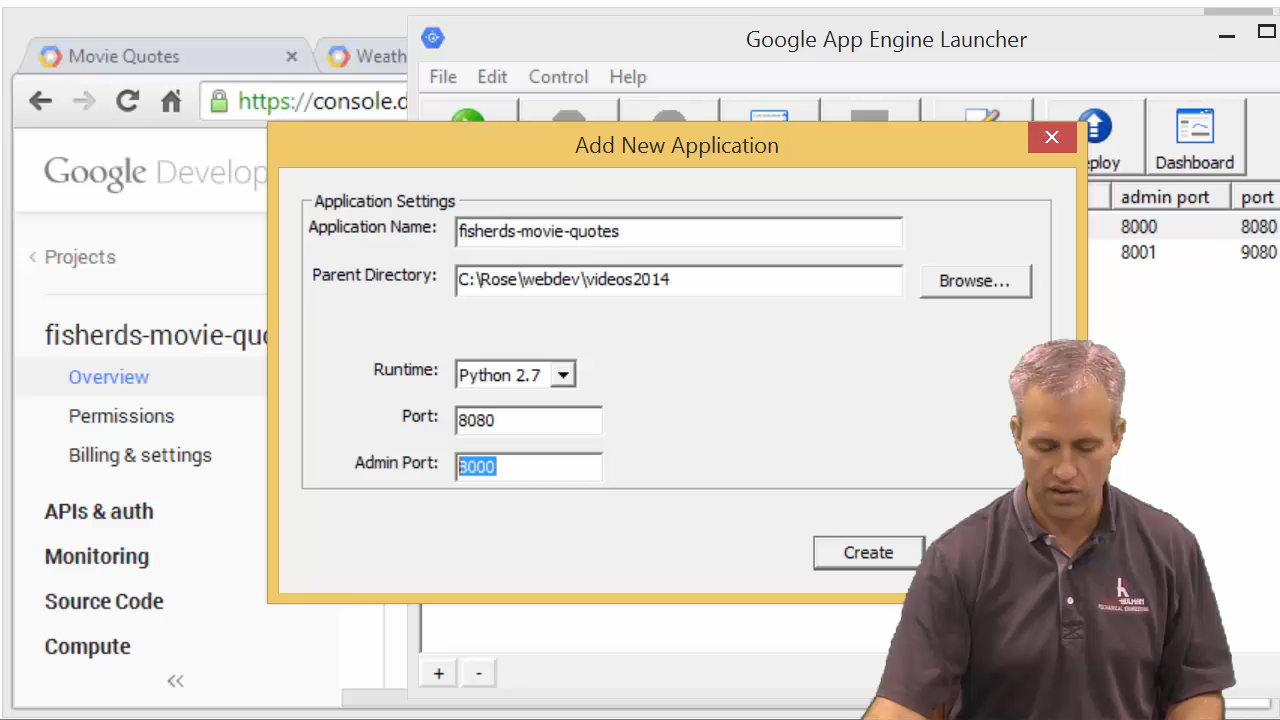 Movie Quotes
Weath
Google App Engine Launcher
File Edit Control Help
https://console.d
Google Develop
Add New Application
ploy
Dashboard
admin port port
8000 8080
8001 9080
Application Settings
Application Name: fisherds-movie-quotes
Parent Directory: C:\Rose\webdev\videos2014
Browse...
Runtime: Python 2.7
Port: 8080
Admin Port: 8000
Create
Projects
fisherds-movie-quo
Overview
Permissions
Billing & settings
APIs & auth
Monitoring
Source Code
Compute
+ -